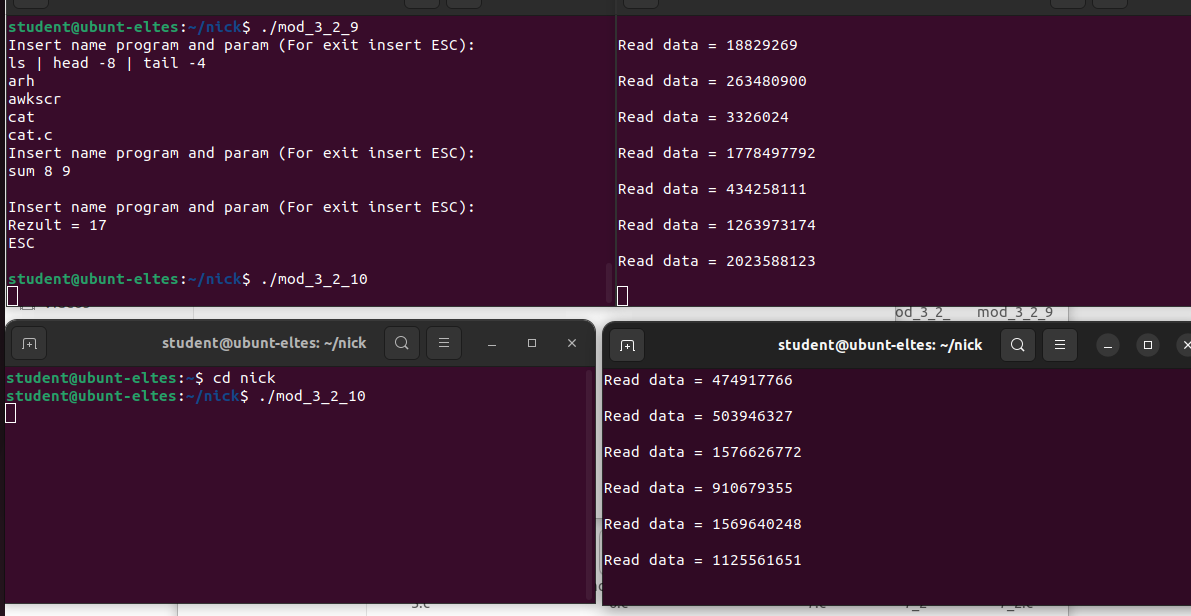 student@ubunt-eltes:~/nick$ ./mod_3_2_9
Insert name program and param (For exit insert ESC):
ls | head -8 | tail -4
arh
awkscr
cat
cat.c
Insert name program and param (For exit insert ESC):
sum 8 9
Insert name program and param (For exit insert ESC):
Rezult = 17
ESC
student@ubunt-eltes:~/nick$ ./mod_3_2_10
Read data = 18829269
Read data = 263480900
Read data = 3326024
Read data = 1778497792
Read data = 434258111
Read data = 1263973174
Read data = 2023588123
od_3_2_ mod_3_2_9
student@ubunt-eltes: ~/nick
student@ubunt-eltes:~$ cd nick
student@ubunt-eltes:~/nick$ ./mod_3_2_10
student@ubunt-eltes: ~/nick
Read data = 474917766
Read data = 503946327
Read data = 1576626772
Read data = 910679355
Read data = 1569640248
Read data = 1125561651